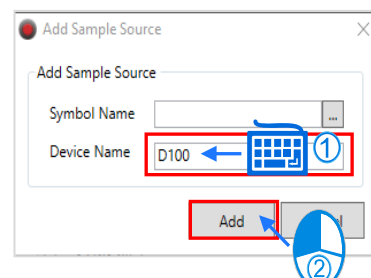 Add Sample Source
Add Sample Source
Symbol Name
...
Device Name D100
①
Add
②